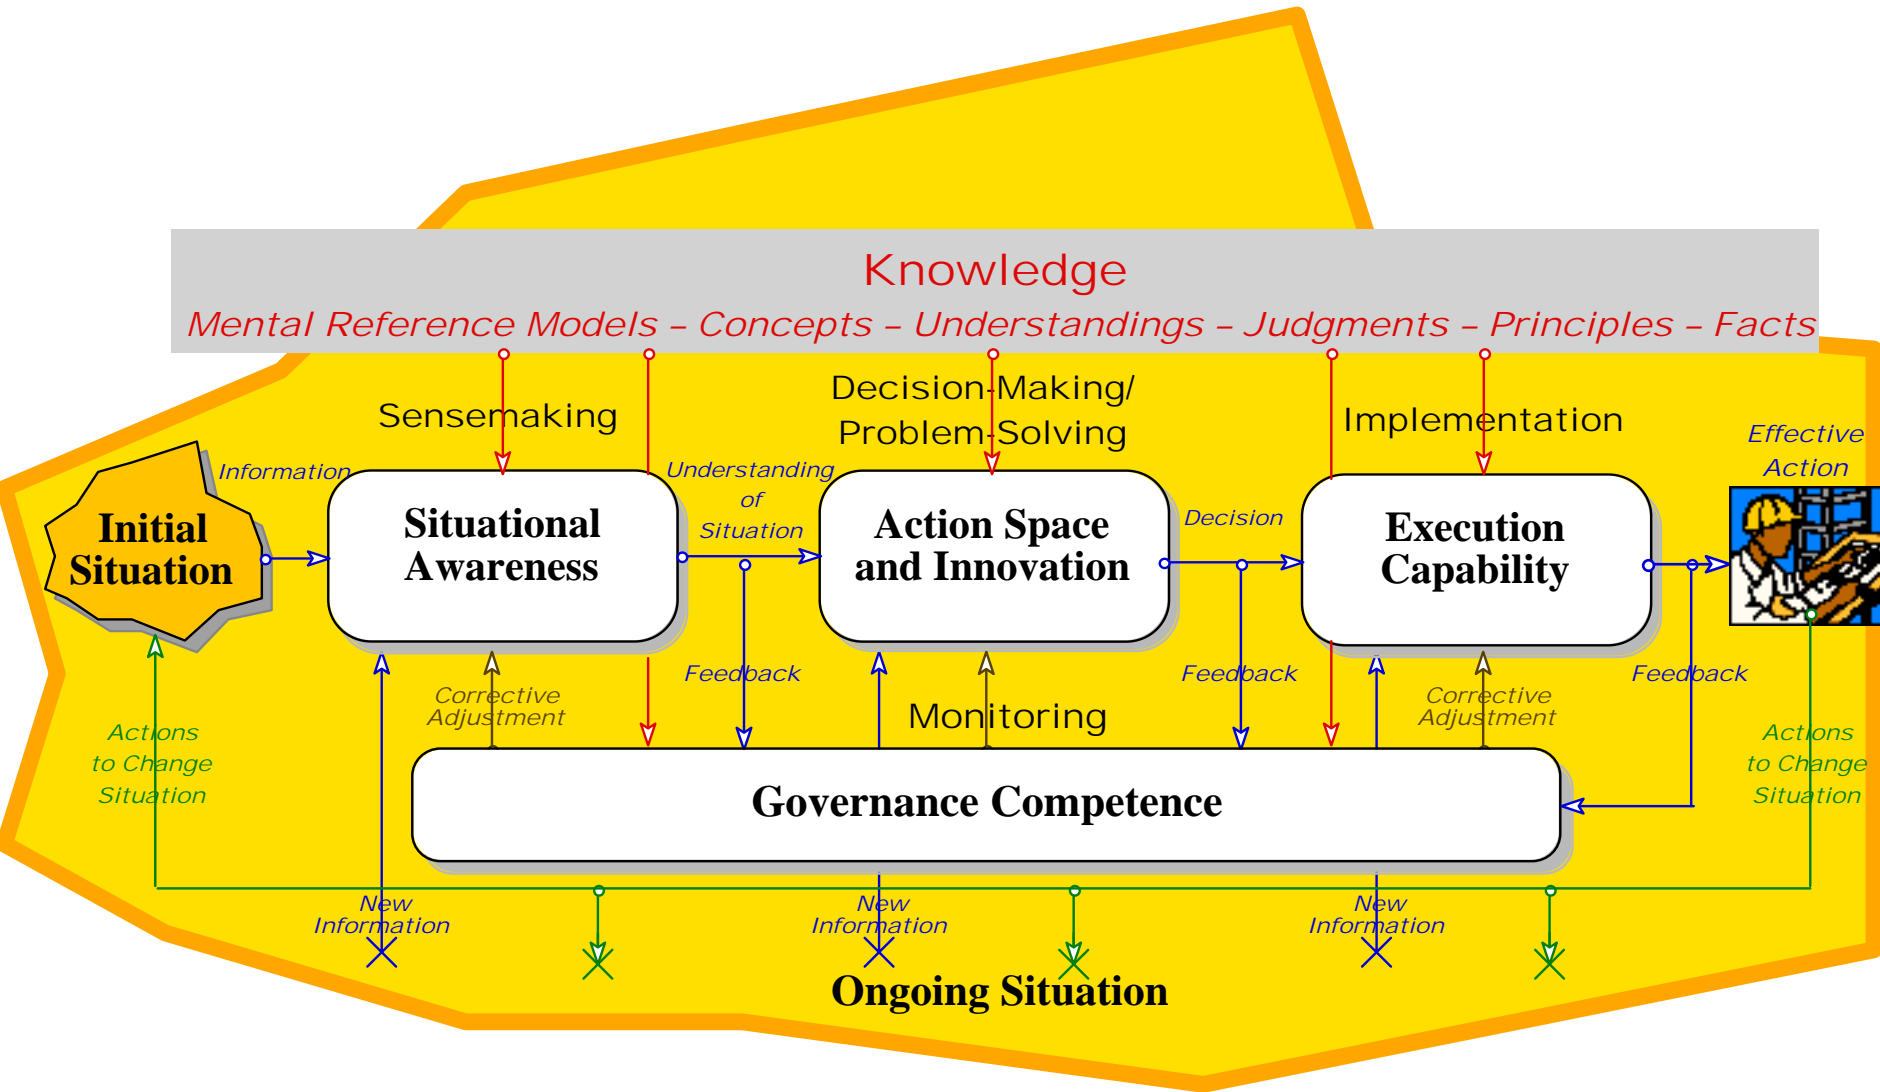 Knowledge
Mental Reference Models – Concepts – Understandings – Judgments – Principles – Facts
Sensemaking
Decision-Making/
Problem-Solving
Implementation
Effective
Action
Information
Understanding
of
Situation
Decision
Initial
Situation
Situational
Awareness
Action Space
and Innovation
Execution
Capability
Feedback
Feedback
Feedback
Corrective
Adjustment
Monitoring
Corrective
Adjustment
Actions
to Change
Situation
Actions
to Change
Situation
Governance Competence
New
Information
New
Information
New
Information
Ongoing Situation